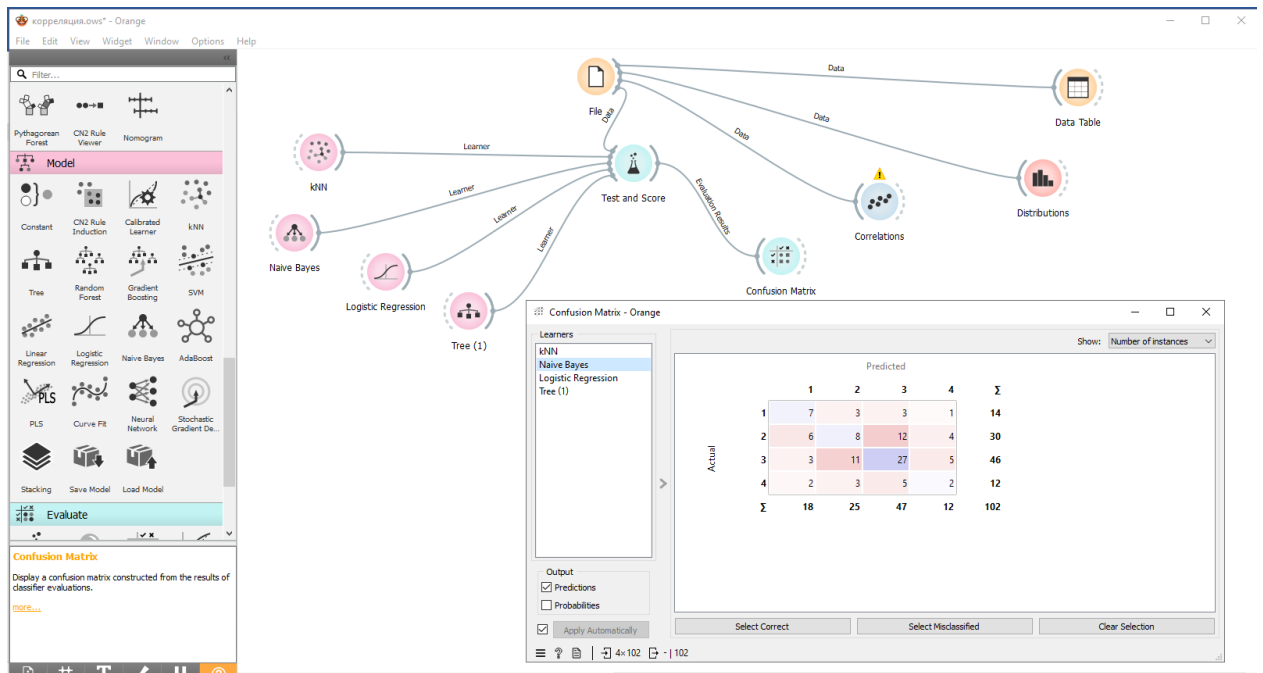 корреляция.ows* - Orange
File Edit View Widget Window Options Help
Filter...
Pythagorean Forest
CN2 Rule Viewer
Nomogram
Model
Constant
CN2 Rule Induction
Calibrated Learner
kNN
Tree
Random Forest
Gradient Boosting
SVM
Linear Regression
Logistic Regression
Naive Bayes
AdaBoost
PLS
PLS
Curve Fit
Neural Network
Stochastic Gradient De...
Stacking
Save Model
Load Model
Evaluate
Confusion Matrix
Display a confusion matrix constructed from the results of
classifier evaluations.
more...
File
Data
Data
Data
Data
Data Table
kNN
Learner
Test and Score
Distributions
Naive Bayes
Learner
Evaluation Results
Correlations
Logistic Regression
Learner
Confusion Matrix
Tree (1)
Learner
Confusion Matrix - Orange
Learners
kNN
Naive Bayes
Logistic Regression
Tree (1)
Output
Predictions
Probabilities
Apply Automatically
Show: Number of instances
Predicted
1 2 3 4 Σ
Actual
1 7 3 3 1 14
2 6 8 12 4 30
3 3 11 27 5 46
4 2 3 5 2 12
Σ 18 25 47 12 102
Select Correct
Select Misclassified
Clear Selection
4×102 - | 102